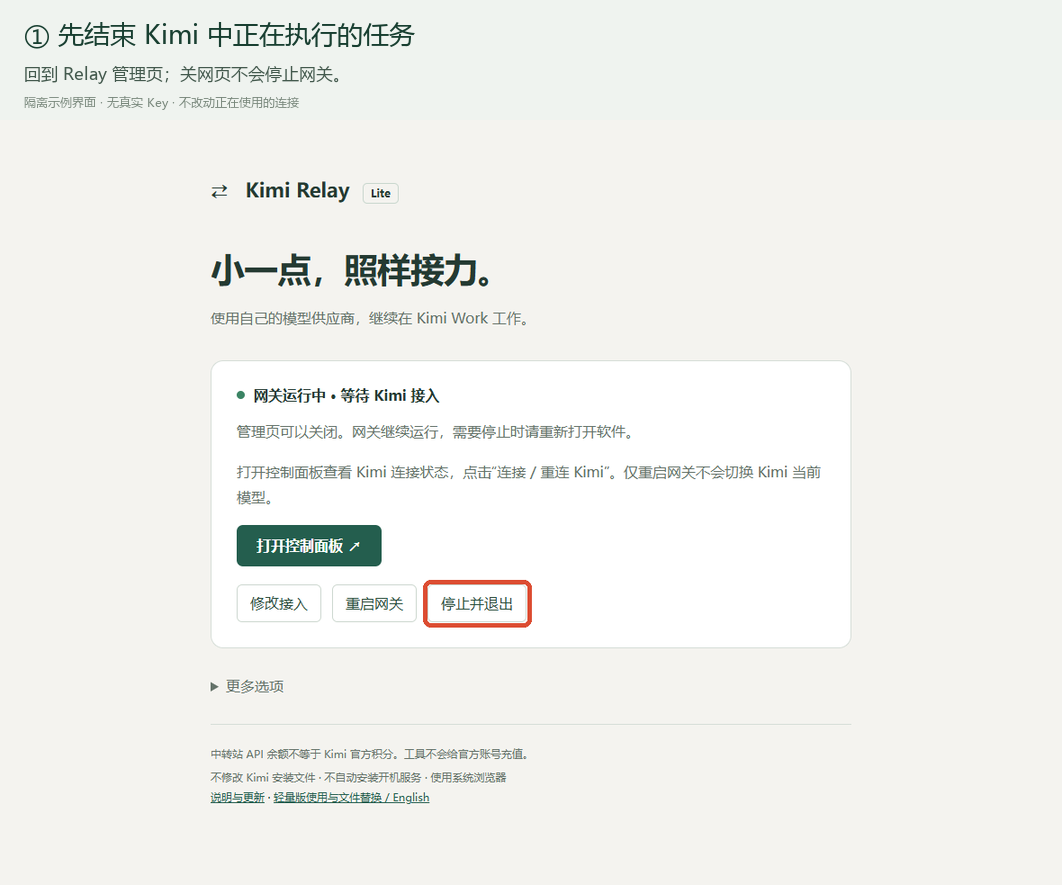 ① 先结束 Kimi 中正在执行的任务
回到 Relay 管理页；关网页不会停止网关。
隔离示例界面 · 无真实 Key · 不改动正在使用的连接
⇄ Kimi Relay Lite
小一点，照样接力。
使用自己的模型供应商，继续在 Kimi Work 工作。
网关运行中 • 等待 Kimi 接入
管理页可以关闭。网关继续运行，需要停止时请重新打开软件。
打开控制面板查看 Kimi 连接状态，点击“连接 / 重连 Kimi”。仅重启网关不会切换 Kimi 当前
模型。
打开控制面板 ↗
修改接入 重启网关 停止并退出
▶ 更多选项
中转站 API 余额不等于 Kimi 官方积分。工具不会给官方账号充值。
不修改 Kimi 安装文件 · 不自动安装开机服务 · 使用系统浏览器
说明与更新 · 轻量版使用与文件替换 / English